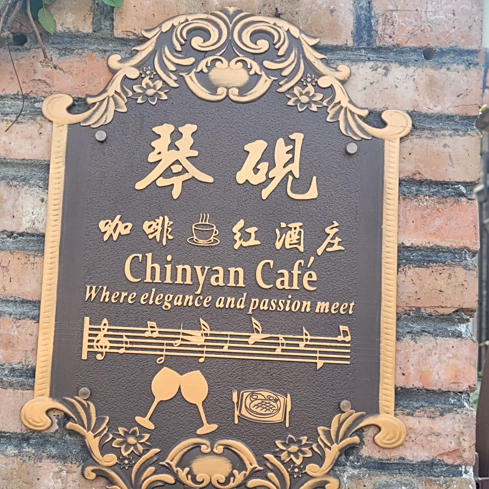 琴砚
咖啡 红酒庄
Chinyan Café
Where elegance and passion meet